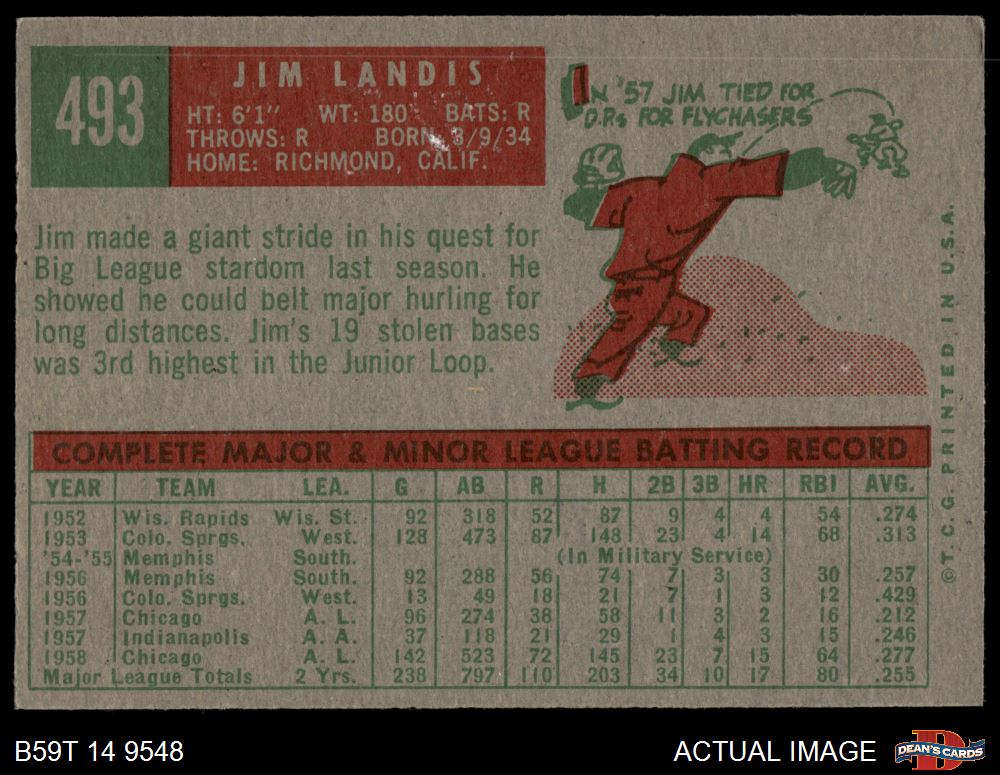 493
JIM LANDIS
HT: 6'1" WT: 180 BATS: R
THROWS: R BORN: 3/9/34
HOME: RICHMOND, CALIF.
IN '57 JIM TIED FOR
D.P.s FOR FLYCHASERS
Jim made a giant stride in his quest for
Big League stardom last season. He
showed he could belt major hurling for
long distances. Jim's 19 stolen bases
was 3rd highest in the Junior Loop.
COMPLETE MAJOR & MINOR LEAGUE BATTING RECORD
YEAR TEAM LEA. G AB R H 2B 3B HR RBI AVG.
1952 Wis. Rapids Wis. St. 92 318 52 87 9 4 4 54 .274
1953 Colo. Sprgs. West. 128 473 87 148 23 4 14 68 .313
'54-'55 Memphis South. (In Military Service)
1956 Memphis South. 92 288 56 74 7 3 3 30 .257
1956 Colo. Sprgs. West. 13 49 18 21 7 1 3 12 .429
1957 Chicago A. L. 96 274 38 58 11 3 2 16 .212
1957 Indianapolis A. A. 37 118 21 29 1 4 3 15 .246
1958 Chicago A. L. 142 523 72 145 23 7 15 64 .277
Major League Totals 2 Yrs. 238 797 110 203 34 10 17 80 .255
©T. C. G. PRINTED IN U.S.A.
B59T 14 9548
ACTUAL IMAGE
DEAN'S CARDS